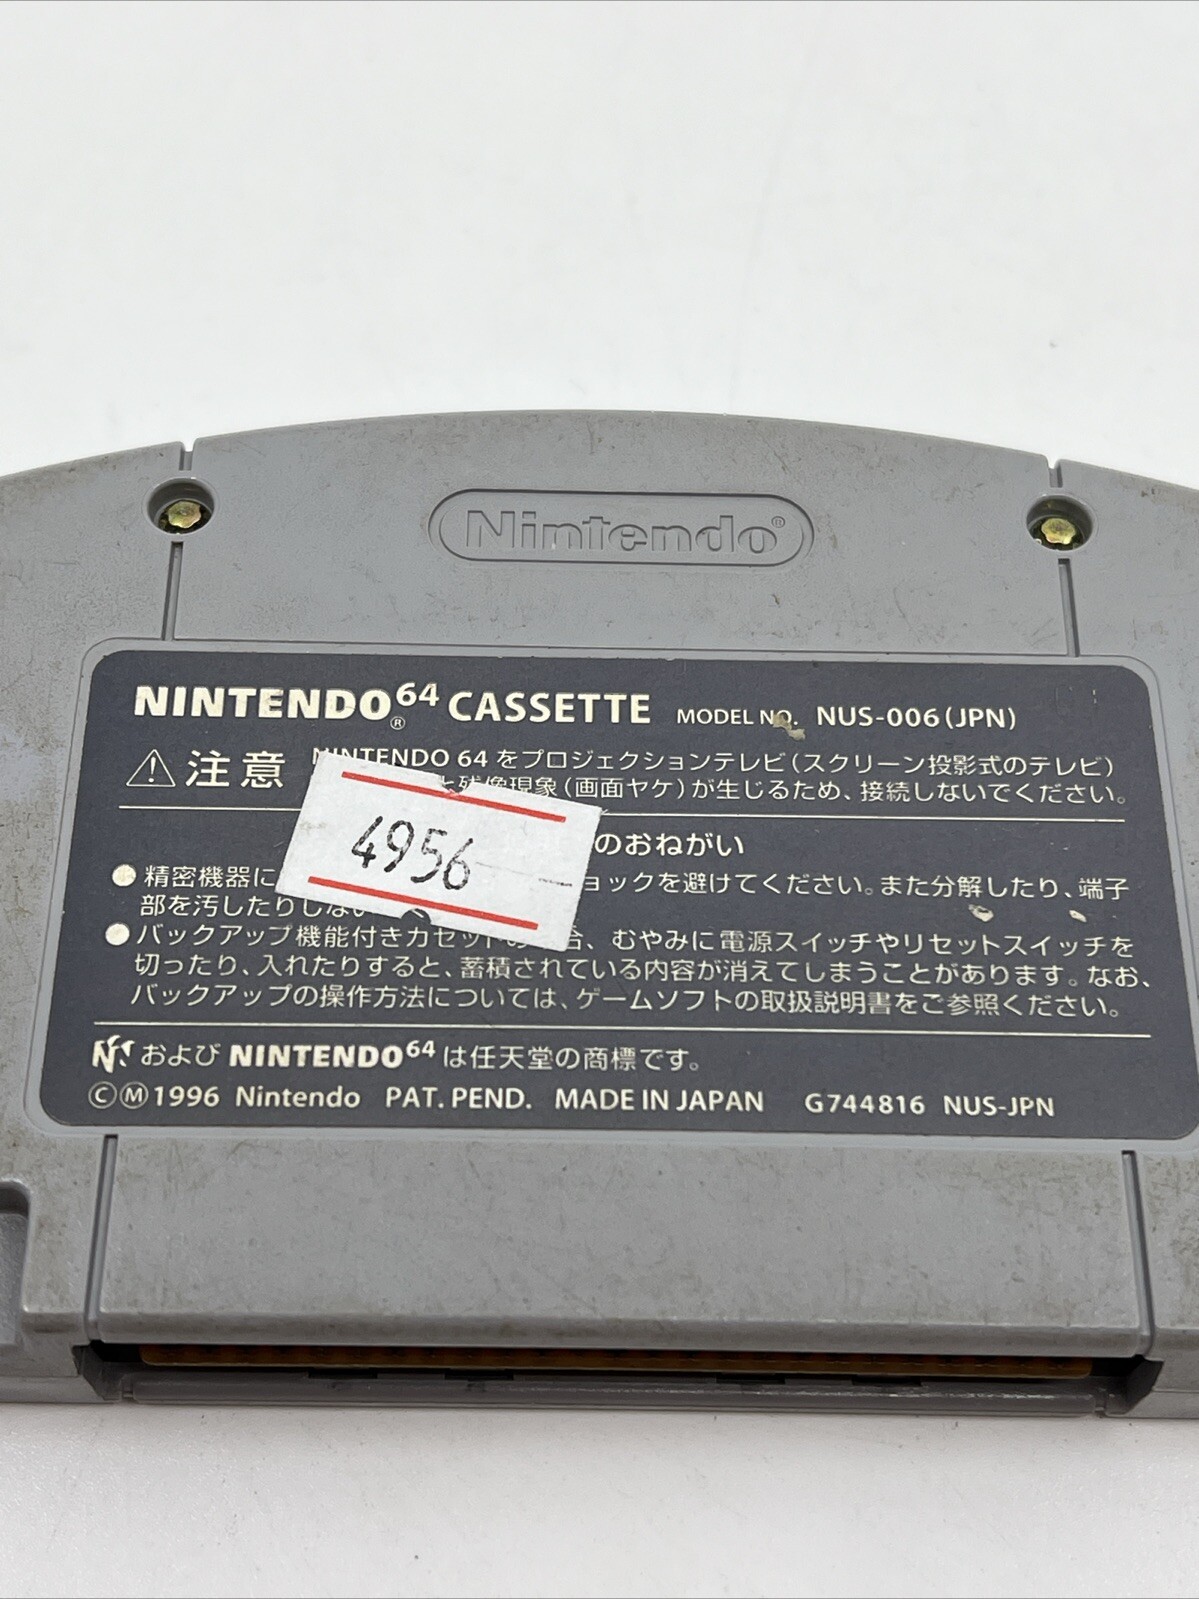 Nintendo®
NINTENDO64® CASSETTE MODEL NO. NUS-006(JPN)
⚠注意 NINTENDO 64 をプロジェクションテレビ(スクリーン投影式のテレビ)
と残像現象(画面ヤケ)が生じるため、接続しないでください。
のおねがい
●精密機器に ョックを避けてください。また分解したり、端子
部を汚したりしない
4956
●バックアップ機能付きカセットの 合、むやみに電源スイッチやリセットスイッチを
切ったり、入れたりすると、蓄積されている内容が消えてしまうことがあります。なお、
バックアップの操作方法については、ゲームソフトの取扱説明書をご参照ください。
および NINTENDO64 は任天堂の商標です。
ⒸⓂ1996 Nintendo PAT. PEND. MADE IN JAPAN G744816 NUS-JPN